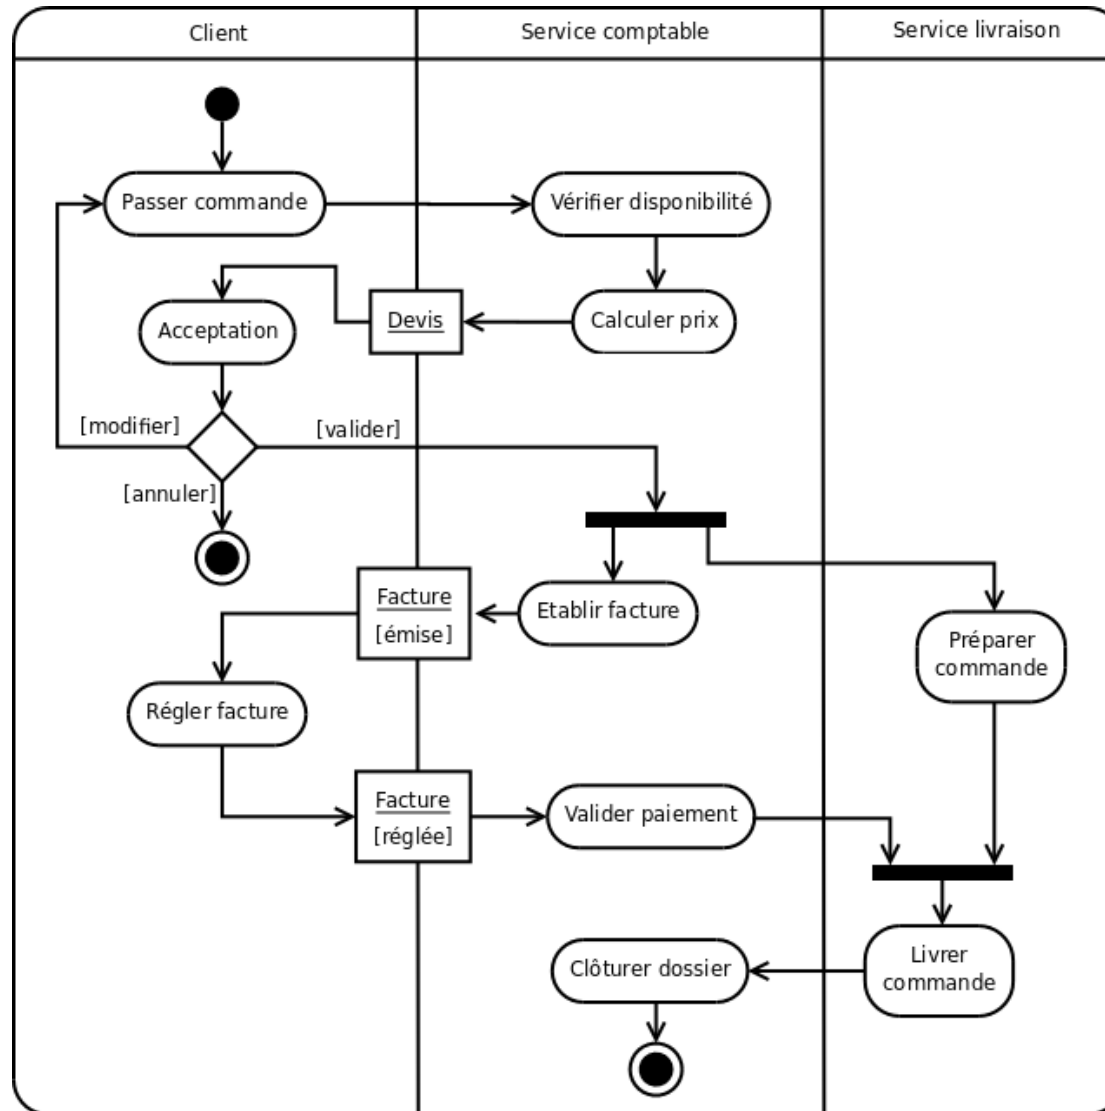 Client
Service comptable
Service livraison
Passer commande
Vérifier disponibilité
Acceptation
Devis
Calculer prix
[modifier]
[valider]
[annuler]
Facture
[émise]
Etablir facture
Préparer
commande
Régler facture
Facture
[réglée]
Valider paiement
Clôturer dossier
Livrer
commande